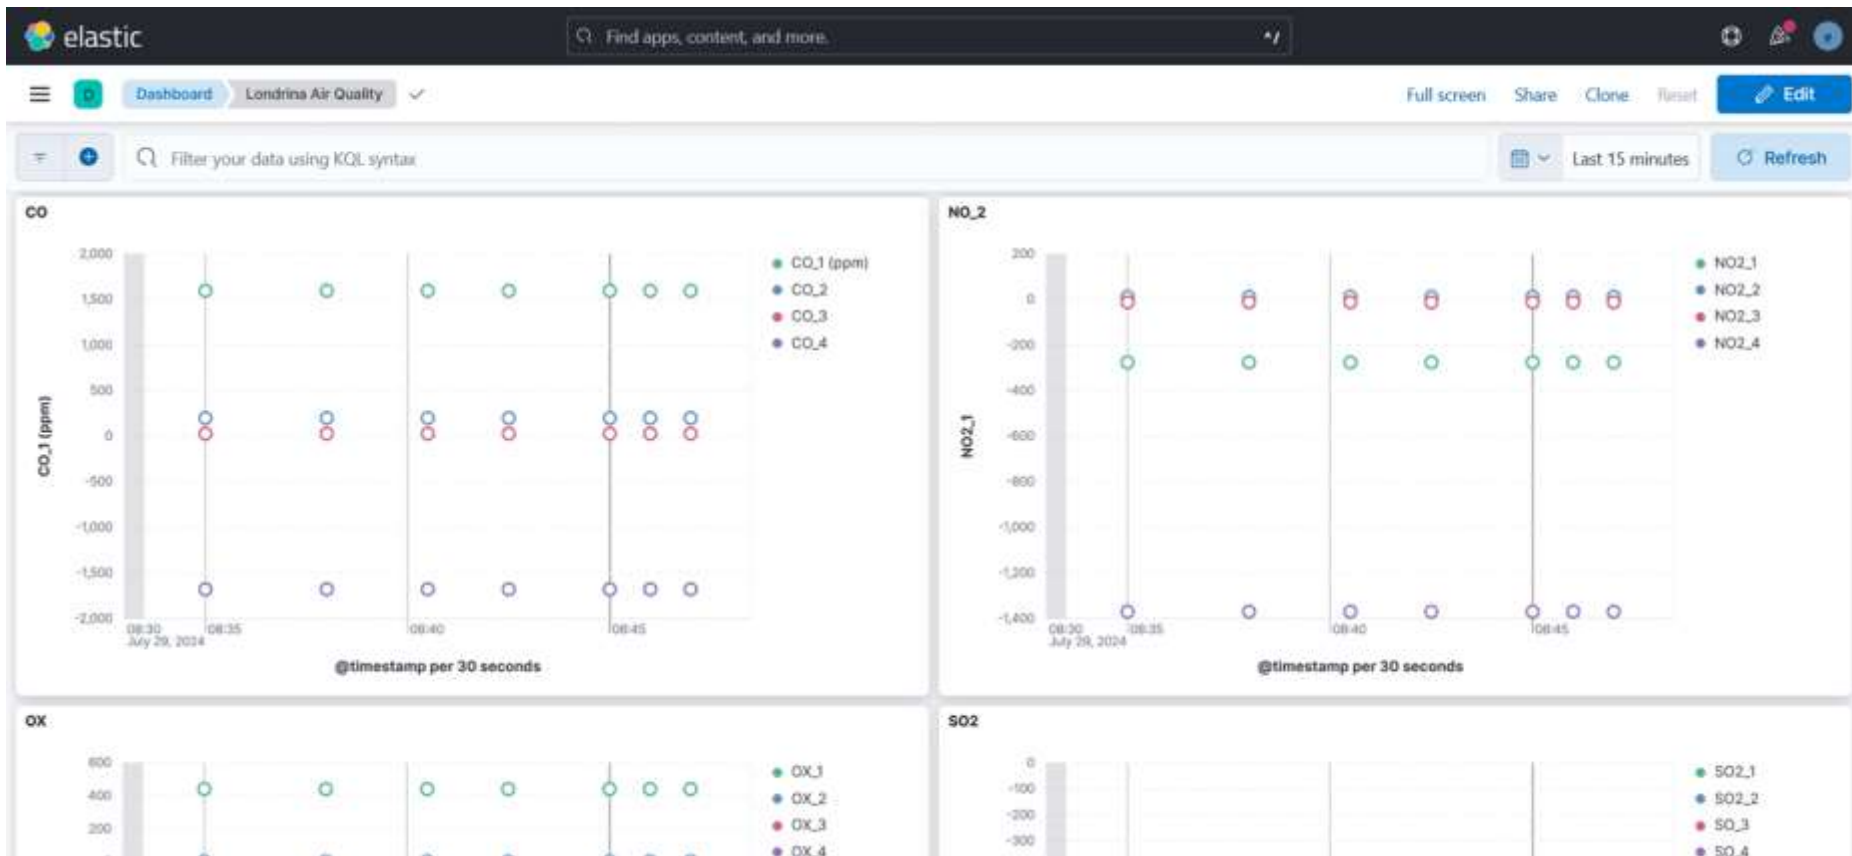 elastic
Find apps, content, and more.
^/
D
Dashboard
Londrina Air Quality
Full screen
Share
Clone
Reset
Edit
Filter your data using KQL syntax
Last 15 minutes
Refresh
CO
2,000
1,500
1,000
500
0
-500
-1,000
-1,500
-2,000
CO_1 (ppm)
08:30
July 29, 2024
08:35
08:40
08:45
@timestamp per 30 seconds
CO_1 (ppm)
CO_2
CO_3
CO_4
NO_2
200
0
-200
-400
-600
-800
-1,000
-1,200
-1,400
NO2_1
08:30
July 29, 2024
08:35
08:40
08:45
@timestamp per 30 seconds
NO2_1
NO2_2
NO2_3
NO2_4
OX
600
400
200
OX_1
OX_2
OX_3
OX_4
SO2
0
-100
-200
-300
SO2_1
SO2_2
SO_3
SO_4